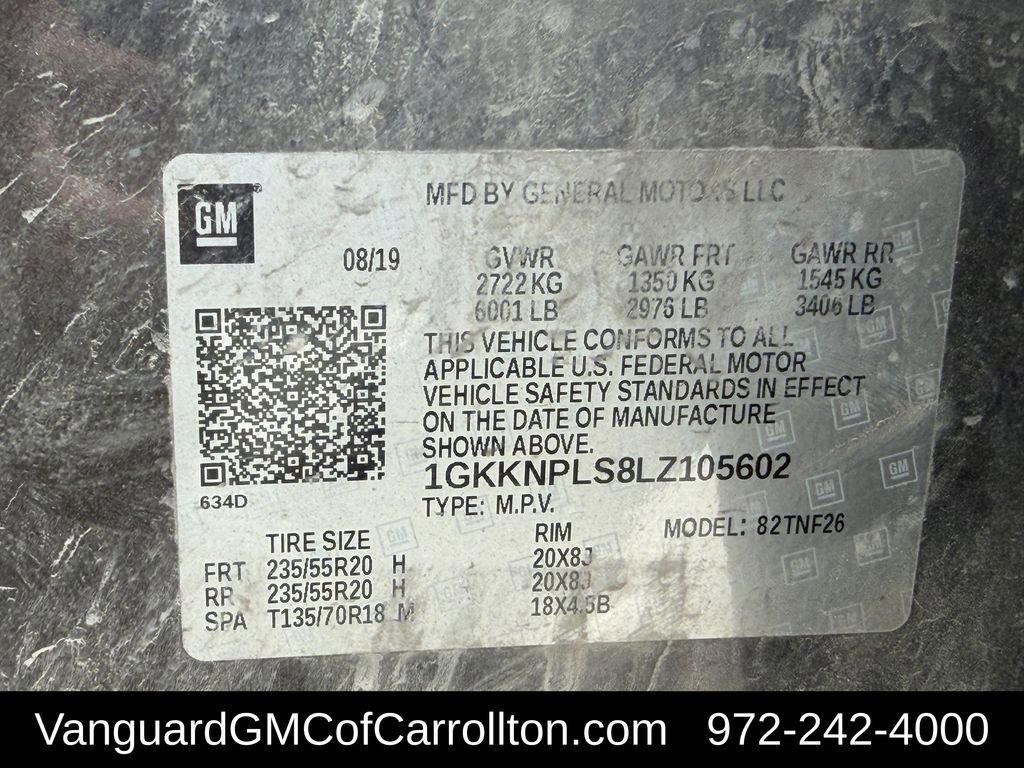 GM
MFD BY GENERAL MOTORS LLC
08/19
GVWR GAWR FRT GAWR RR
2722 KG 1350 KG 1545 KG
6001 LB 2976 LB 3406 LB
THIS VEHICLE CONFORMS TO ALL
APPLICABLE U.S. FEDERAL MOTOR
VEHICLE SAFETY STANDARDS IN EFFECT
ON THE DATE OF MANUFACTURE
SHOWN ABOVE.
1GKKNPLS8LZ105602
634D
TYPE: M.P.V.
MODEL: 82TNF26
TIRE SIZE RIM
FRT 235/55R20 H 20X8J
RR 235/55R20 H 20X8J
SPA T135/70R18 M 18X4.5B
VanguardGMCofCarrollton.com 972-242-4000